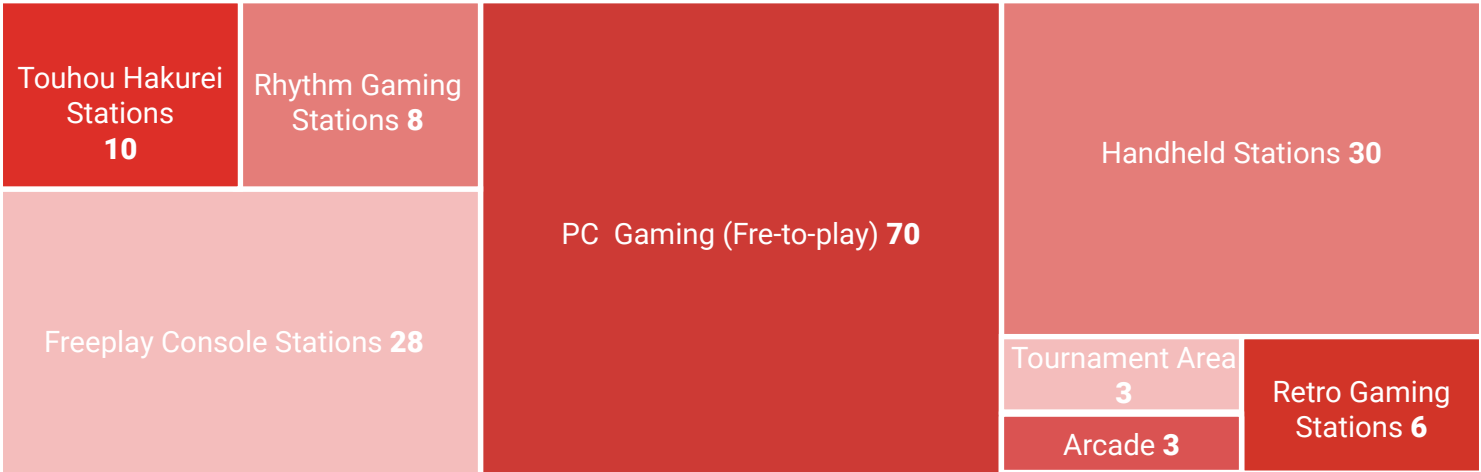 Touhou Hakurei
Stations
10
Rhythm Gaming
Stations 8
Freeplay Console Stations 28
PC  Gaming (Fre-to-play) 70
Handheld Stations 30
Tournament Area
3
Arcade 3
Retro Gaming
Stations 6